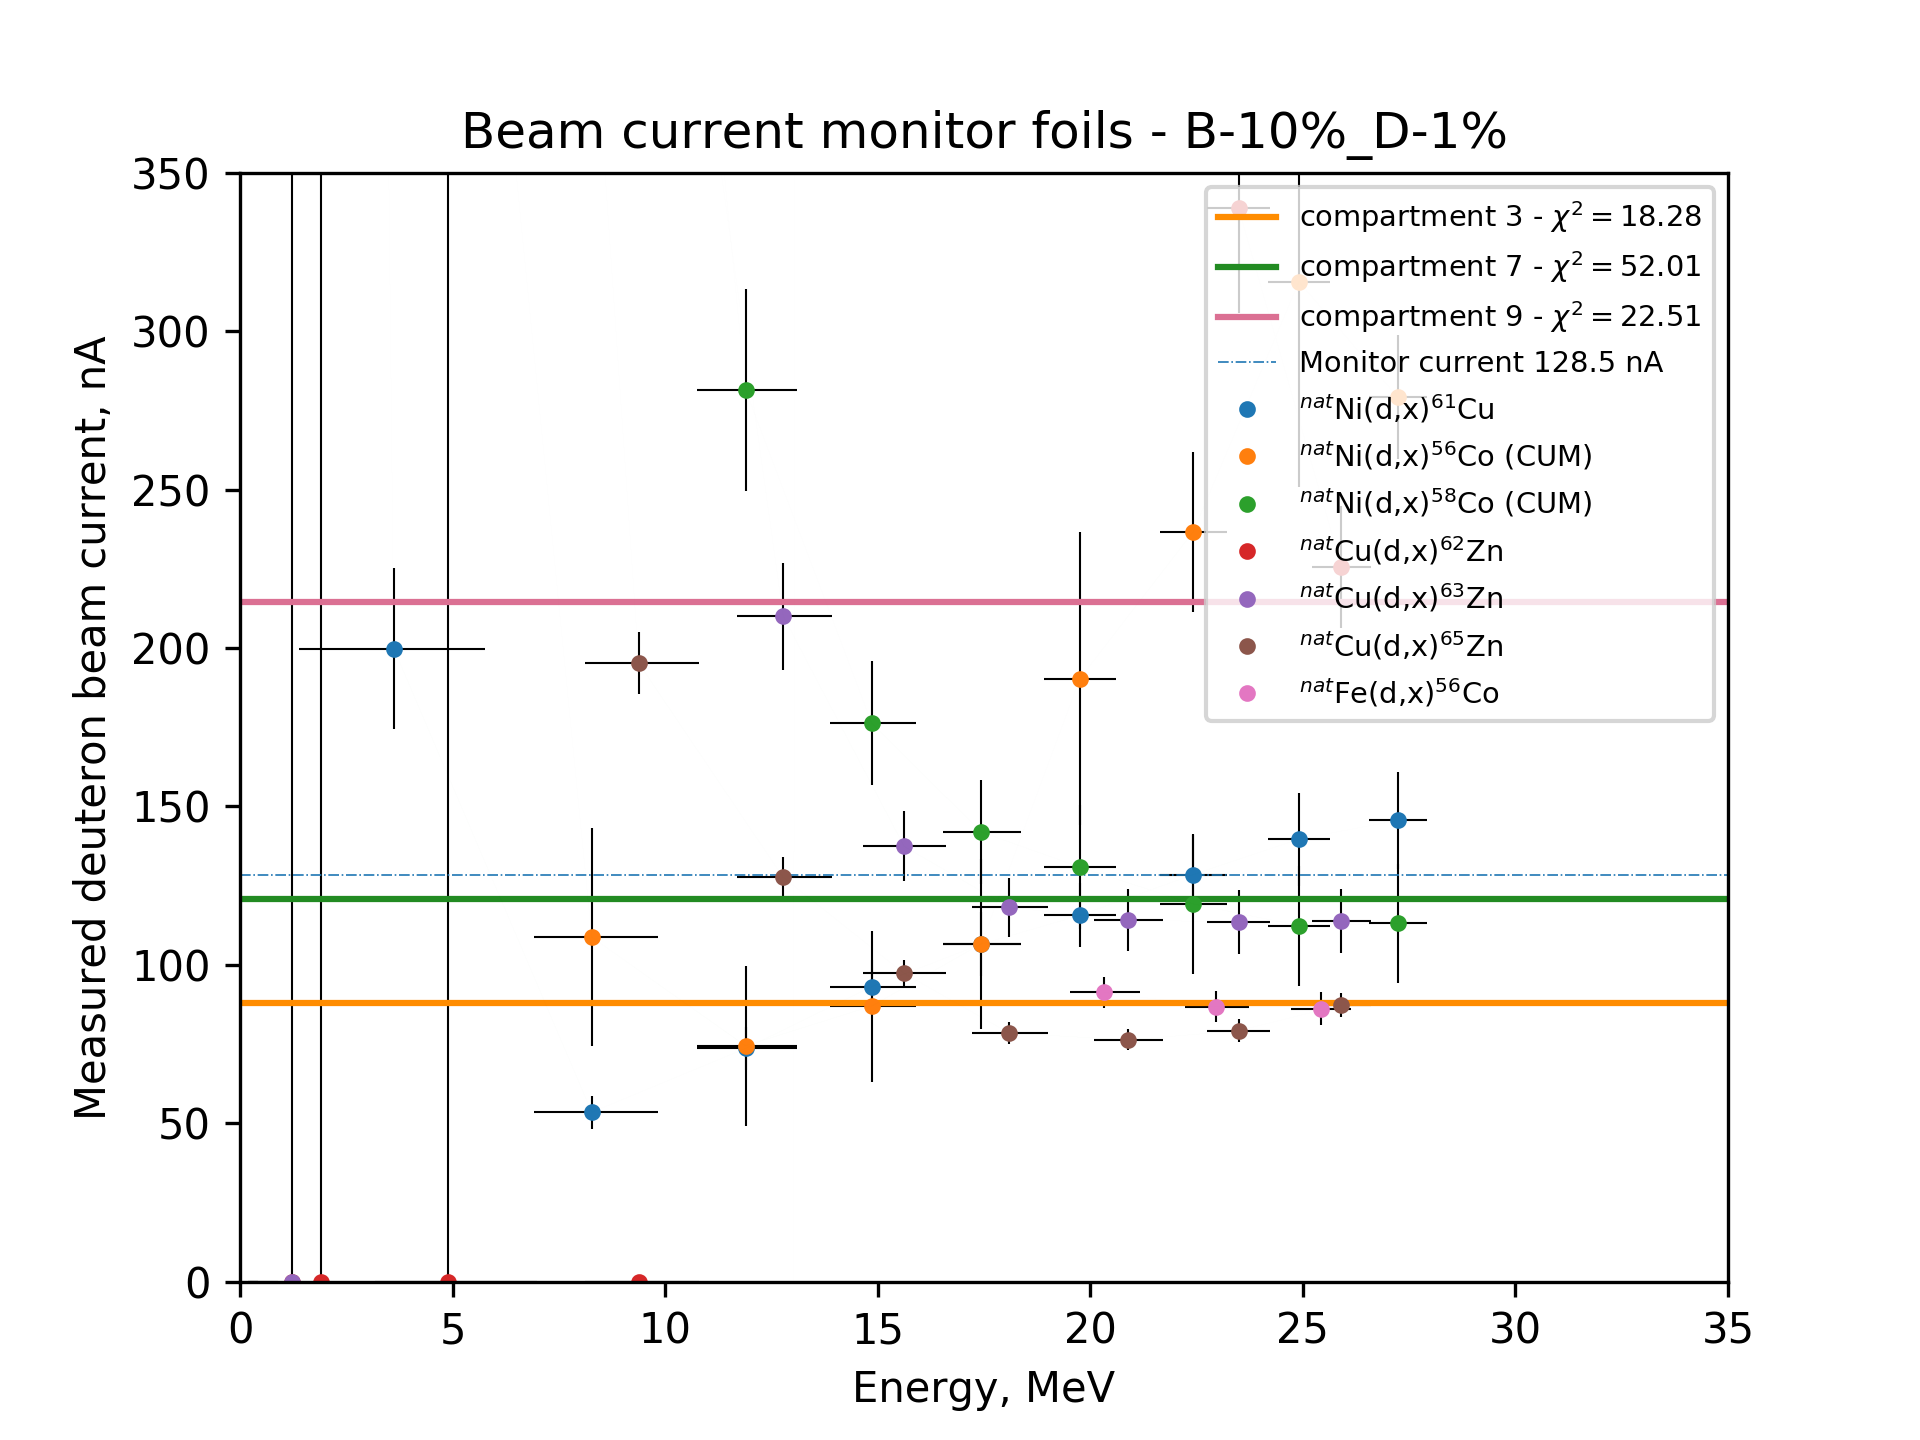 Beam current monitor foils - B-10%_D-1%
Measured deuteron beam current, nA
350
300
250
200
150
100
50
0
compartment 3 - χ² = 18.28
compartment 7 - χ² = 52.01
compartment 9 - χ² = 22.51
Monitor current 128.5 nA
ⁿᵃᵗNi(d,x)⁶¹Cu
ⁿᵃᵗNi(d,x)⁵⁶Co (CUM)
ⁿᵃᵗNi(d,x)⁵⁸Co (CUM)
ⁿᵃᵗCu(d,x)⁶²Zn
ⁿᵃᵗCu(d,x)⁶³Zn
ⁿᵃᵗCu(d,x)⁶⁵Zn
ⁿᵃᵗFe(d,x)⁵⁶Co
0 5 10 15 20 25 30 35
Energy, MeV